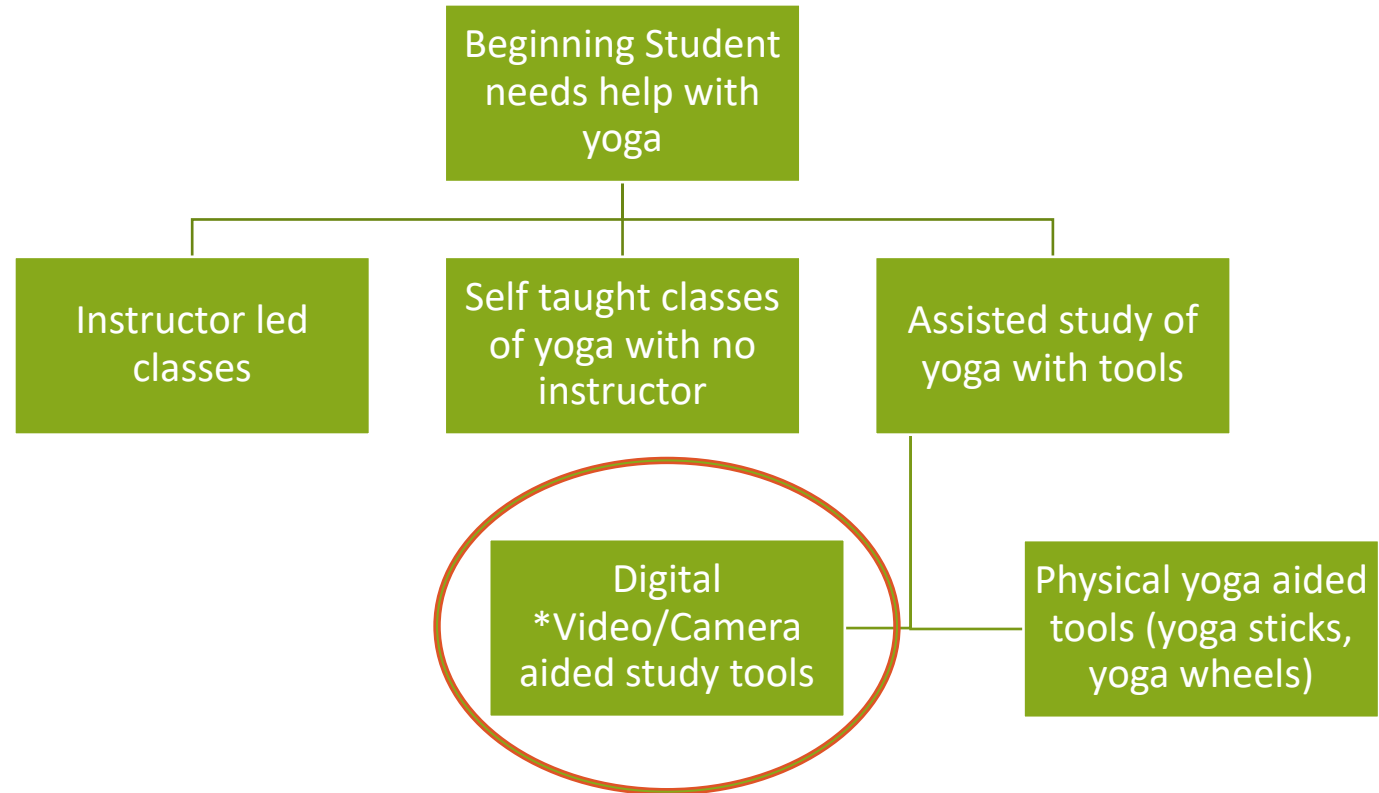 Beginning Student
needs help with
yoga
Instructor led
classes
Self taught classes
of yoga with no
instructor
Assisted study of
yoga with tools
Digital
*Video/Camera
aided study tools
Physical yoga aided
tools (yoga sticks,
yoga wheels)